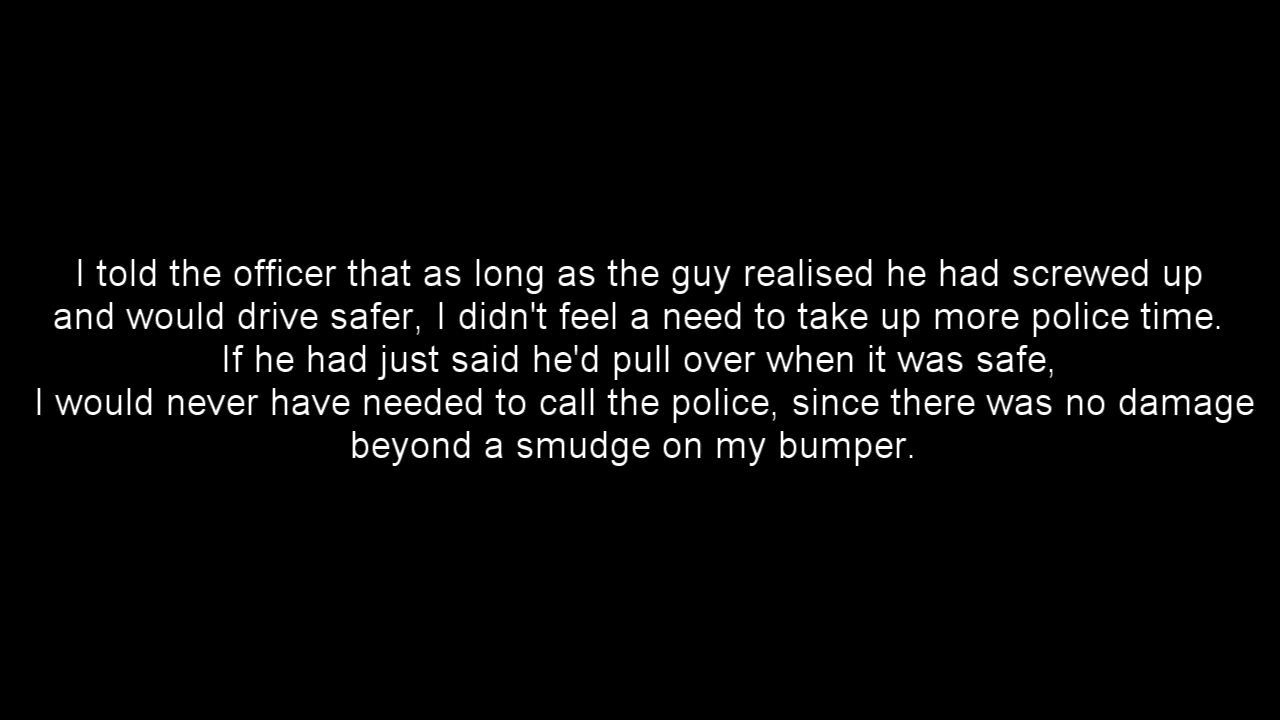 I told the officer that as long as the guy realised he had screwed up
and would drive safer, I didn't feel a need to take up more police time.
If he had just said he'd pull over when it was safe,
I would never have needed to call the police, since there was no damage
beyond a smudge on my bumper.